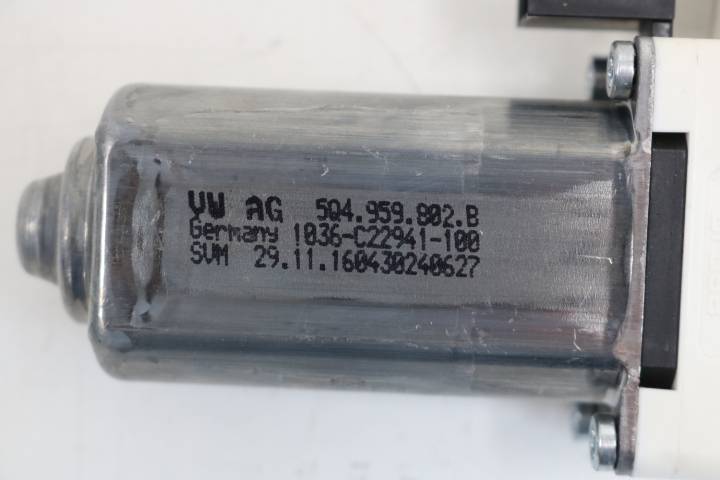 VW AG 5Q4.959.802.B
Germany 1036-C22941-100
SVM 29.11.160430240627